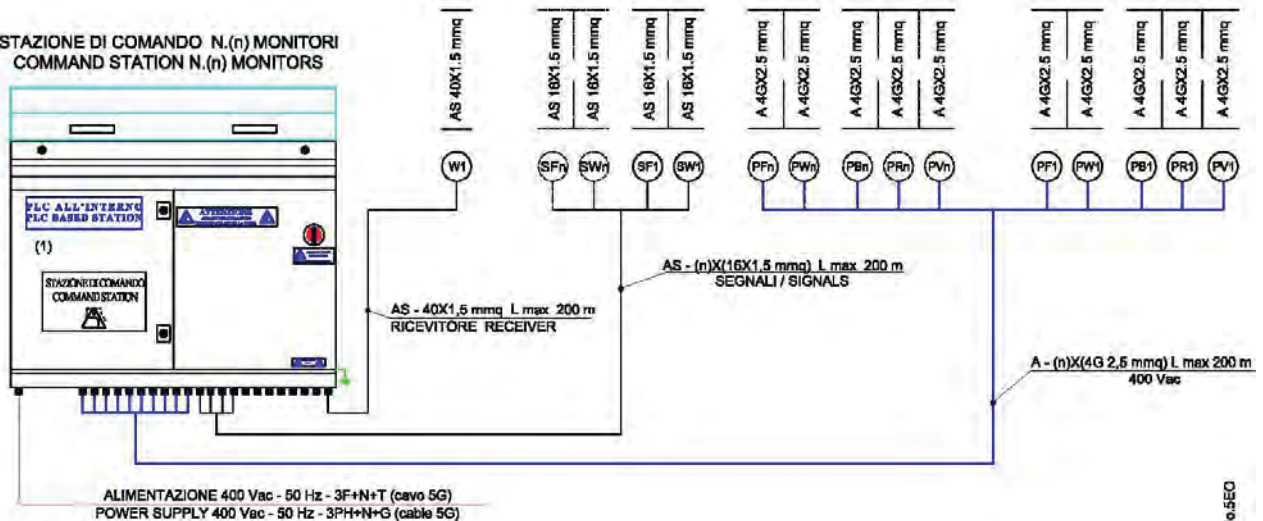 STAZIONE DI COMANDO N.(n) MONITORI
COMMAND STATION N.(n) MONITORS
AS 40X1.5 mmq
AS 16X1.5 mmq
AS 16X1.5 mmq
AS 16X1.5 mmq
AS 16X1.5 mmq
A 4GX2.5 mmq
A 4GX2.5 mmq
A 4GX2.5 mmq
A 4GX2.5 mmq
A 4GX2.5 mmq
A 4GX2.5 mmq
A 4GX2.5 mmq
A 4GX2.5 mmq
A 4GX2.5 mmq
A 4GX2.5 mmq
W1
SFn
SWn
SF1
SW1
PFn
PWn
PBn
PRn
PVn
PF1
PW1
PB1
PR1
PV1
PLC ALL'INTERNO
PLC BASED STATION
ATTENZIONE
(1)
STAZIONE DI COMANDO
COMMAND STATION
AS - 40X1,5 mmq L max 200 m
RICEVITORE RECEIVER
AS - (n)X(16X1,5 mmq) L max 200 m
SEGNALI / SIGNALS
A - (n)X(4G 2,5 mmq) L max 200 m
400 Vac
ALIMENTAZIONE 400 Vac - 50 Hz - 3F+N+T (cavo 5G)
POWER SUPPLY 400 Vac - 50 Hz - 3PH+N+G (cable 5G)